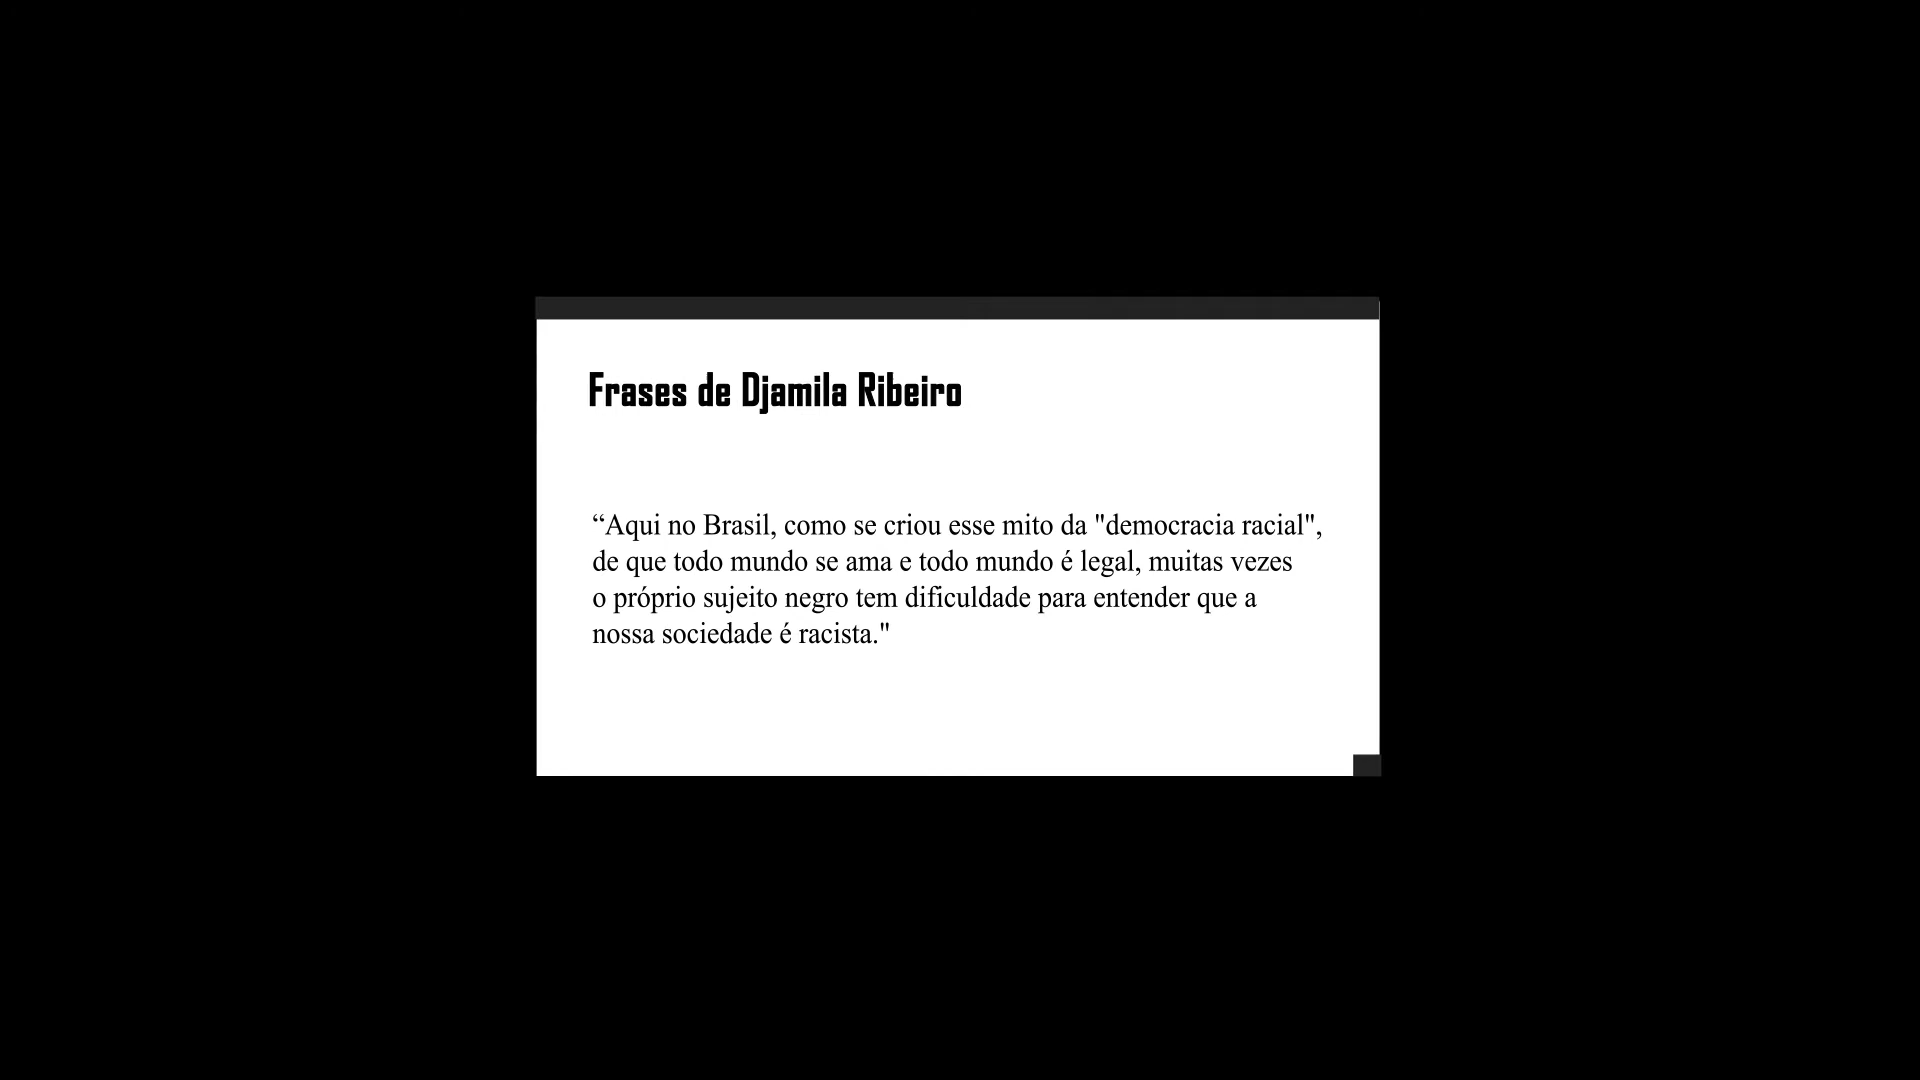 Frases de Djamila Ribeiro
“Aqui no Brasil, como se criou esse mito da "democracia racial",
de que todo mundo se ama e todo mundo é legal, muitas vezes
o próprio sujeito negro tem dificuldade para entender que a
nossa sociedade é racista."